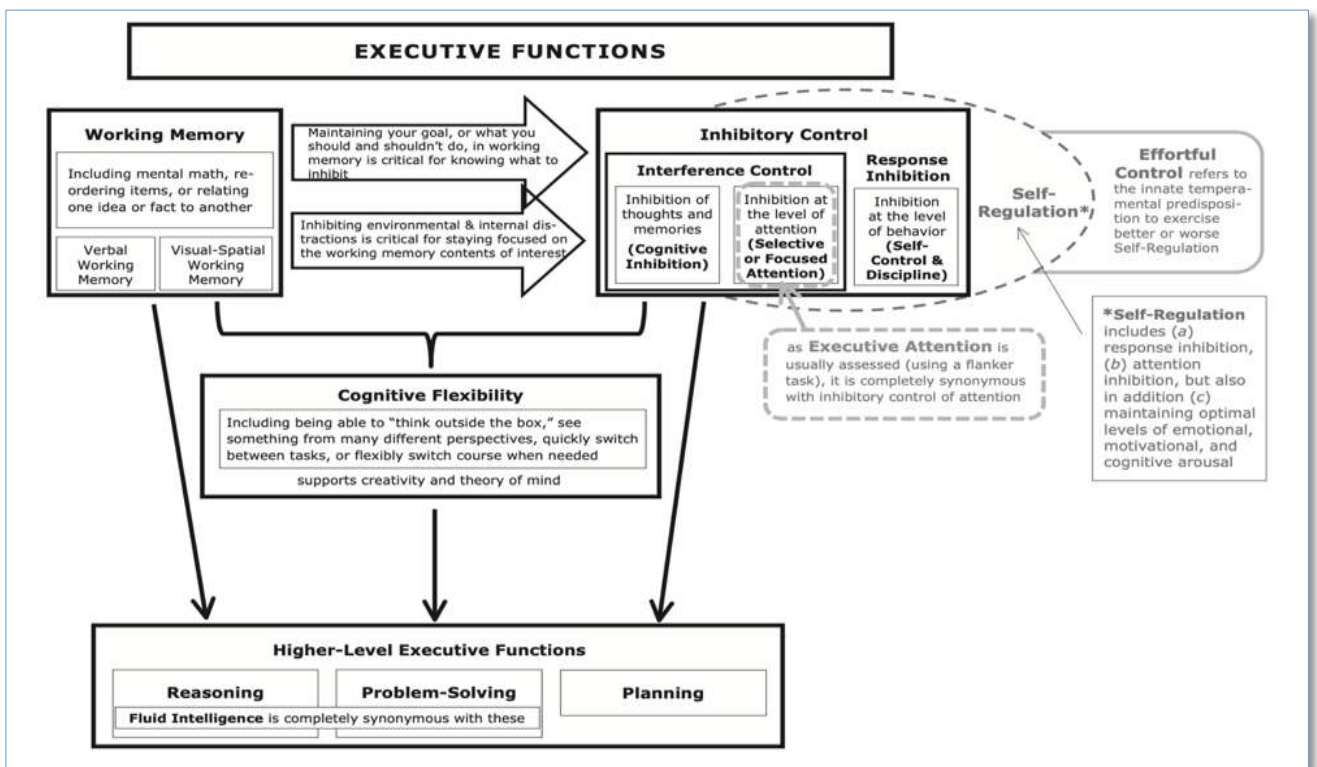 EXECUTIVE FUNCTIONS
Working Memory
Including mental math, re-
ordering items, or relating
one idea or fact to another
Verbal
Working
Memory
Visual-Spatial
Working
Memory
Maintaining your goal, or what you
should and shouldn't do, in working
memory is critical for knowing what to
inhibit
Inhibiting environmental & internal dis-
tractions is critical for staying focused on
the working memory contents of interest
Inhibitory Control
Interference Control
Inhibition of
thoughts and
memories
(Cognitive
Inhibition)
Inhibition at
the level of
attention
(Selective
or Focused
Attention)
Response
Inhibition
Inhibition
at the level
of behavior
(Self-
Control &
Discipline)
Self-
Regulation*
Effortful
Control refers to
the innate tempera-
mental predisposi-
tion to exercise
better or worse
Self-Regulation
*Self-Regulation
includes (a)
response inhibition,
(b) attention
inhibition, but also
in addition (c)
maintaining optimal
levels of emotional,
motivational, and
cognitive arousal
as Executive Attention is
usually assessed (using a flanker
task), it is completely synonymous
with inhibitory control of attention
Cognitive Flexibility
Including being able to "think outside the box," see
something from many different perspectives, quickly switch
between tasks, or flexibly switch course when needed
supports creativity and theory of mind
Higher-Level Executive Functions
Reasoning
Problem-Solving
Planning
Fluid Intelligence is completely synonymous with these